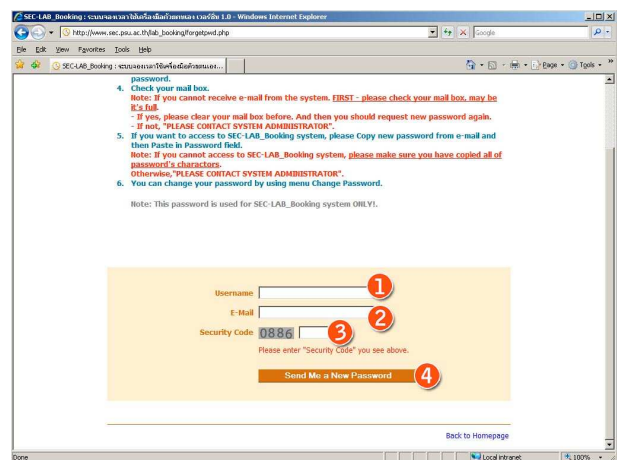 SEC-LAB_Booking : ระบบจองเวลาใช้เครื่องมือด้วยตนเอง เวอร์ชัน 1.0 - Windows Internet Explorer
http://www.sec.psu.ac.th/lab_booking/forgetpwd.php
Google
File Edit View Favorites Tools Help
SEC-LAB_Booking : ระบบจองเวลาใช้เครื่องมือด้วยตนเอง...
Page Tools
password.
4. Check your mail box.
Note: If you cannot receive e-mail from the system. FIRST - please check your mail box, may be
it's full.
- If yes, please clear your mail box before. And then you should request new password again.
- If not, "PLEASE CONTACT SYSTEM ADMINISTRATOR".
5. If you want to access to SEC-LAB_Booking system, please Copy new password from e-mail and
then Paste in Password field.
Note: If you cannot access to SEC-LAB_Booking system, please make sure you have copied all of
password's charactors.
Otherwise,"PLEASE CONTACT SYSTEM ADMINISTRATOR".
6. You can change your password by using menu Change Password.
Note: This password is used for SEC-LAB_Booking system ONLY!.
Username 1
E-Mail 2
Security Code 0886 3
Please enter "Security Code" you see above.
Send Me a New Password 4
Back to Homepage
Done Local intranet 100%